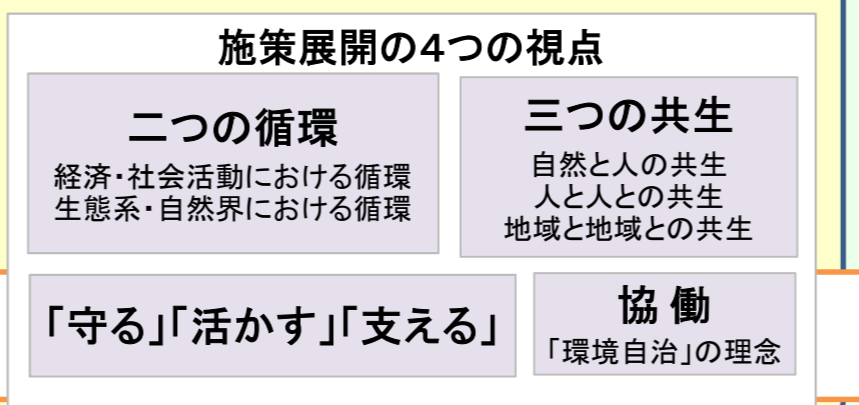 施策展開の4つの視点
二つの循環
経済・社会活動における循環
生態系・自然界における循環
三つの共生
自然と人の共生
人と人との共生
地域と地域との共生
「守る」「活かす」「支える」
協 働
「環境自治」の理念